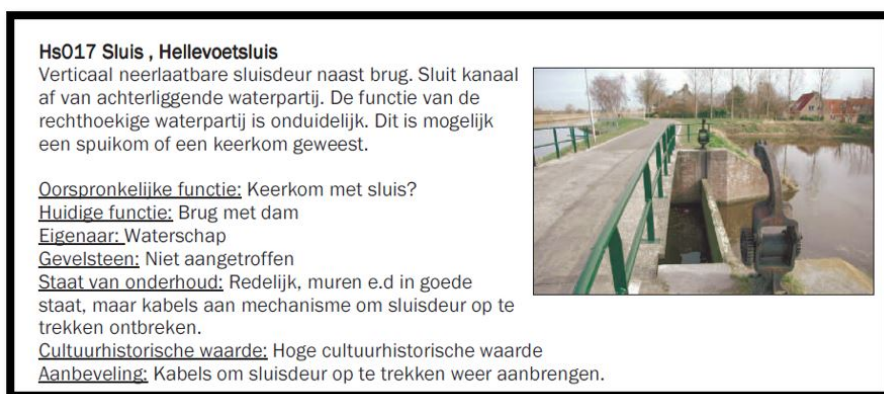 Hs017 Sluis , Hellevoetsluis
Verticaal neerlaatbare sluisdeur naast brug. Sluit kanaal
af van achterliggende waterpartij. De functie van de
rechthoekige waterpartij is onduidelijk. Dit is mogelijk
een spuikom of een keerkom geweest.
Oorspronkelijke functie: Keerkom met sluis?
Huidige functie: Brug met dam
Eigenaar: Waterschap
Gevelsteen: Niet aangetroffen
Staat van onderhoud: Redelijk, muren e.d in goede
staat, maar kabels aan mechanisme om sluisdeur op te
trekken ontbreken.
Cultuurhistorische waarde: Hoge cultuurhistorische waarde
Aanbeveling: Kabels om sluisdeur op te trekken weer aanbrengen.